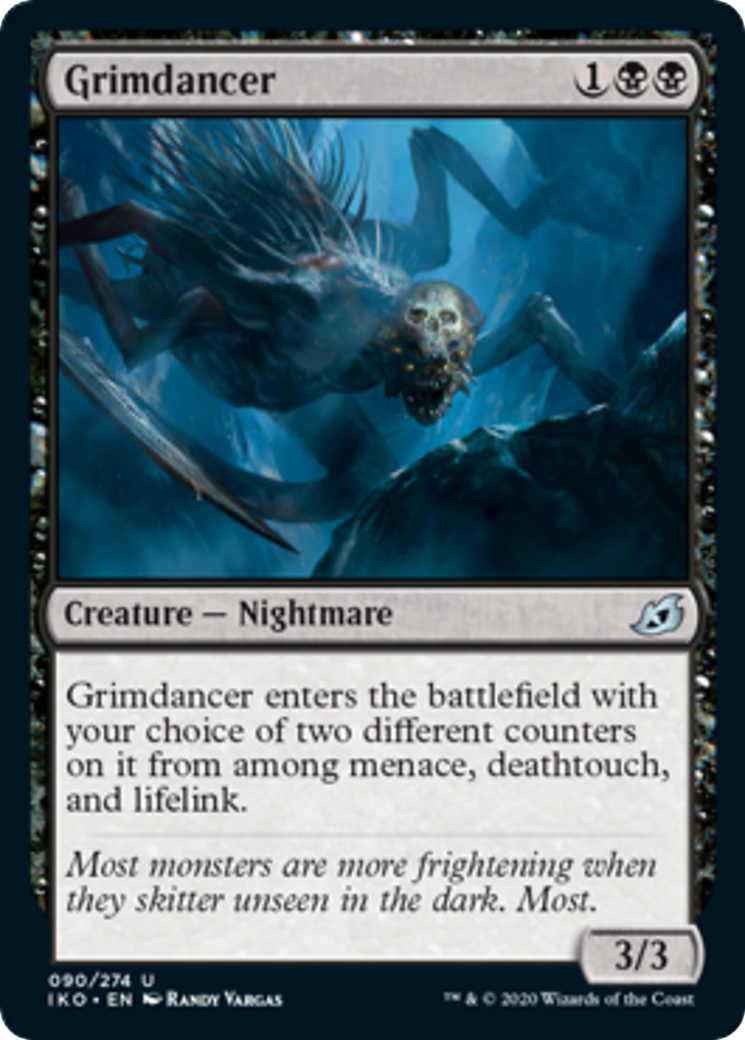 Grimdancer 1
Creature — Nightmare
Grimdancer enters the battlefield with
your choice of two different counters
on it from among menace, deathtouch,
and lifelink.
Most monsters are more frightening when
they skitter unseen in the dark. Most.
3/3
090/274 U
IKO • EN Randy Vargas
™ & © 2020 Wizards of the Coast